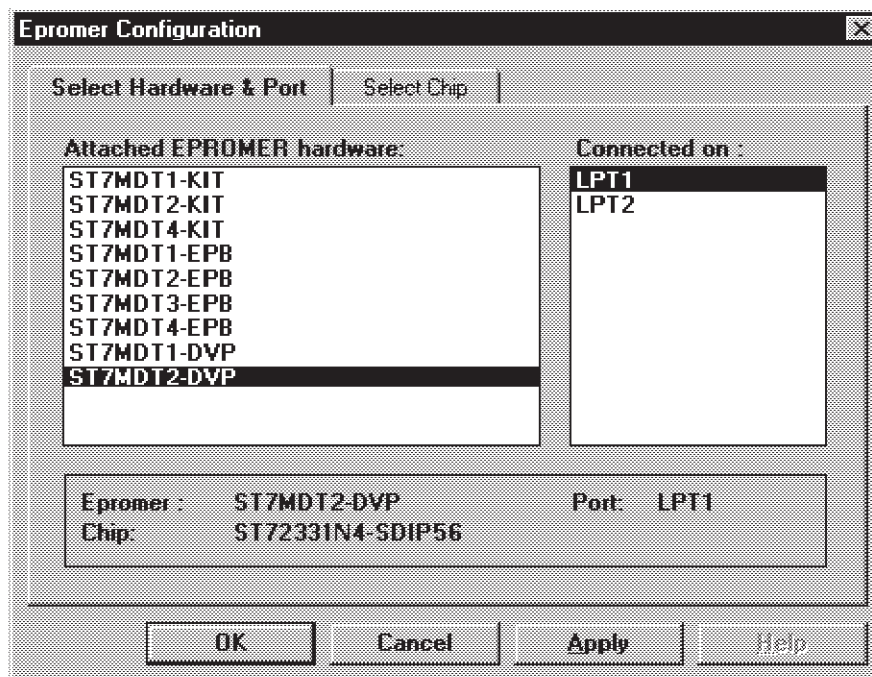 Epromer Configuration
Select Hardware & Port
Select Chip
Attached EPROMER hardware:
ST7MDT1-KIT
ST7MDT2-KIT
ST7MDT4-KIT
ST7MDT1-EPB
ST7MDT2-EPB
ST7MDT3-EPB
ST7MDT4-EPB
ST7MDT1-DVP
ST7MDT2-DVP
Connected on :
LPT1
LPT2
Epromer : ST7MDT2-DVP
Port: LPT1
Chip: ST72331N4-SDIP56
OK
Cancel
Apply
Help